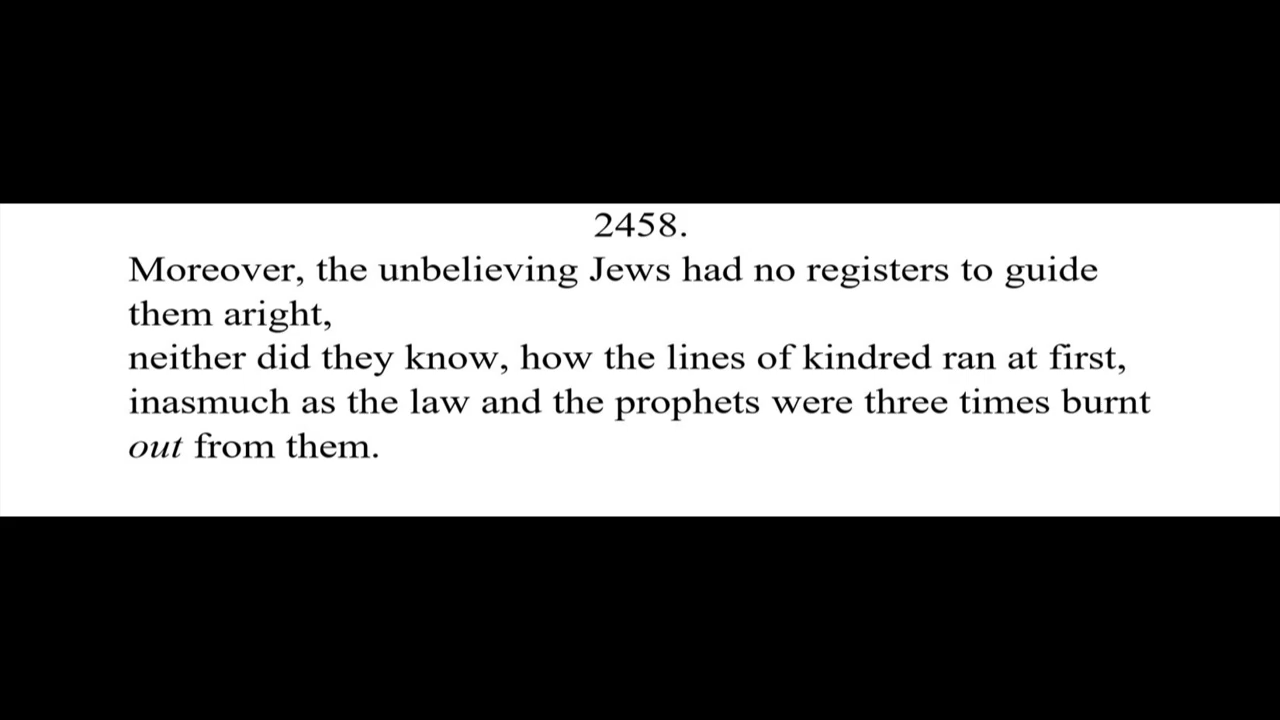 2458.
Moreover, the unbelieving Jews had no registers to guide
them aright,
neither did they know, how the lines of kindred ran at first,
inasmuch as the law and the prophets were three times burnt
out from them.